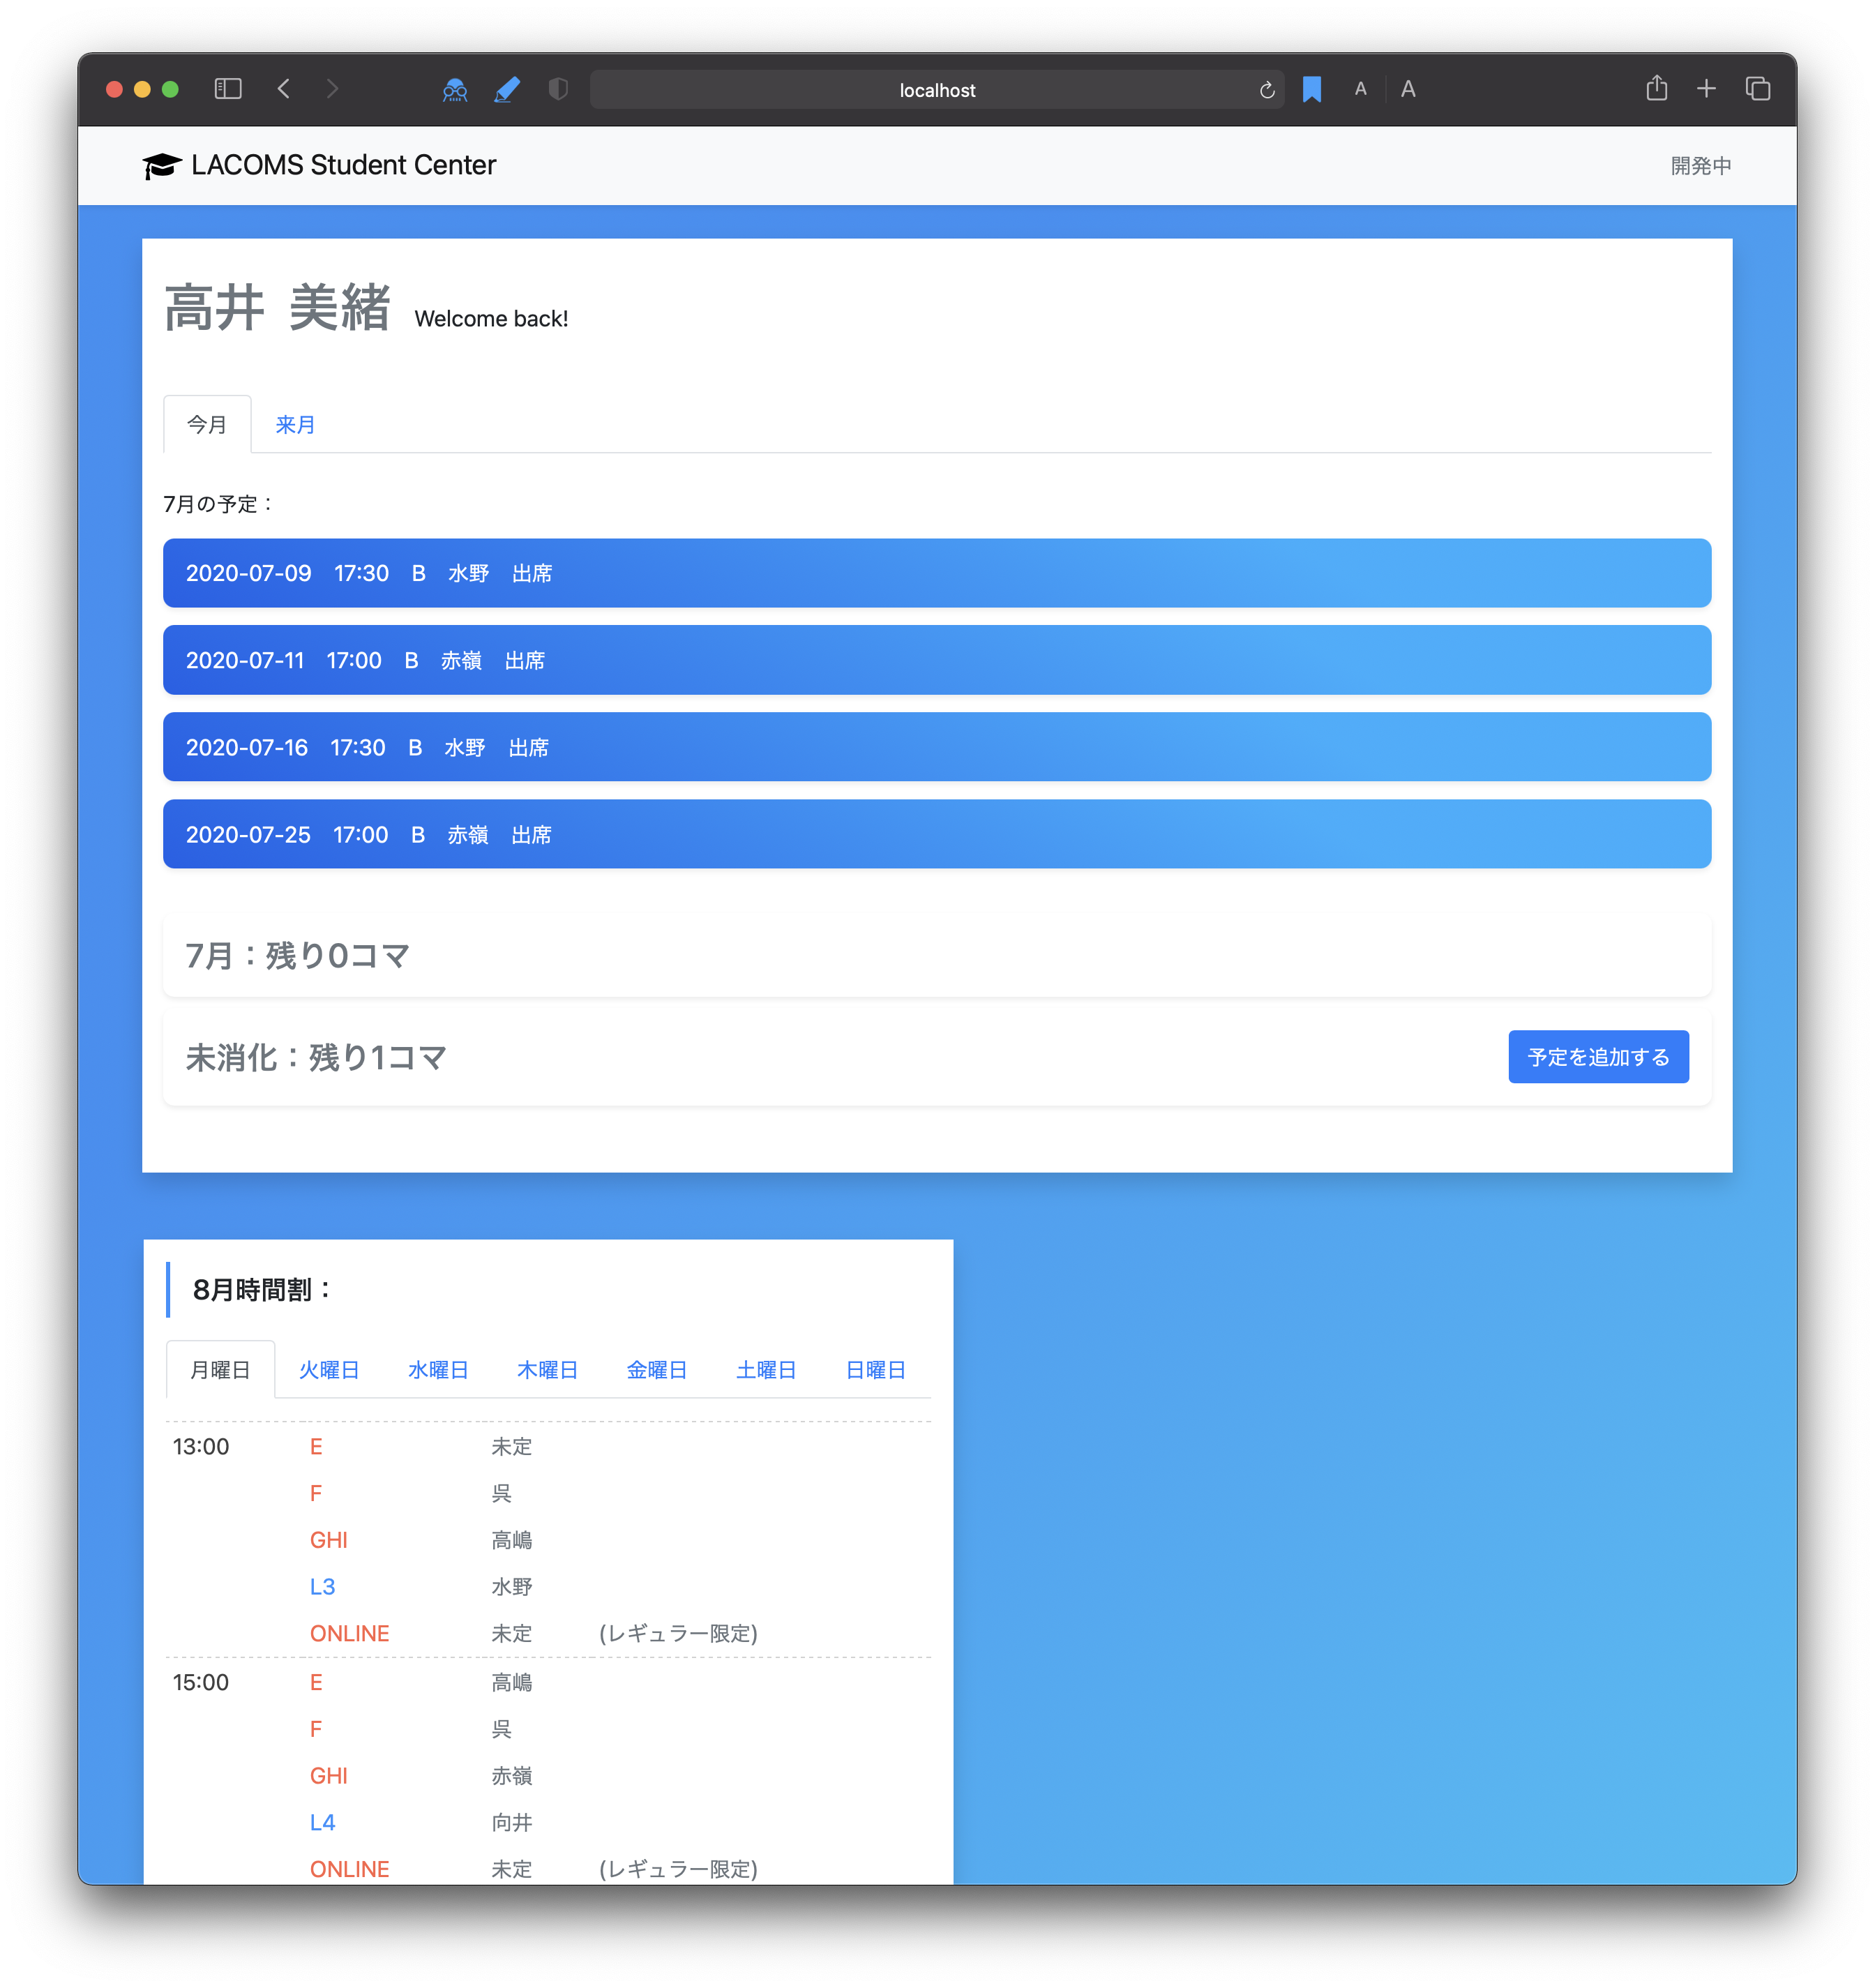 localhost
A A
LACOMS Student Center
開発中
高井 美緒 Welcome back!
今月 来月
7月の予定：
2020-07-09 17:30 B 水野 出席
2020-07-11 17:00 B 赤嶺 出席
2020-07-16 17:30 B 水野 出席
2020-07-25 17:00 B 赤嶺 出席
7月：残り0コマ
未消化：残り1コマ 予定を追加する
8月時間割：
月曜日 火曜日 水曜日 木曜日 金曜日 土曜日 日曜日
13:00 E 未定
F 呉
GHI 高嶋
L3 水野
ONLINE 未定 (レギュラー限定)
15:00 E 高嶋
F 呉
GHI 赤嶺
L4 向井
ONLINE 未定 (レギュラー限定)